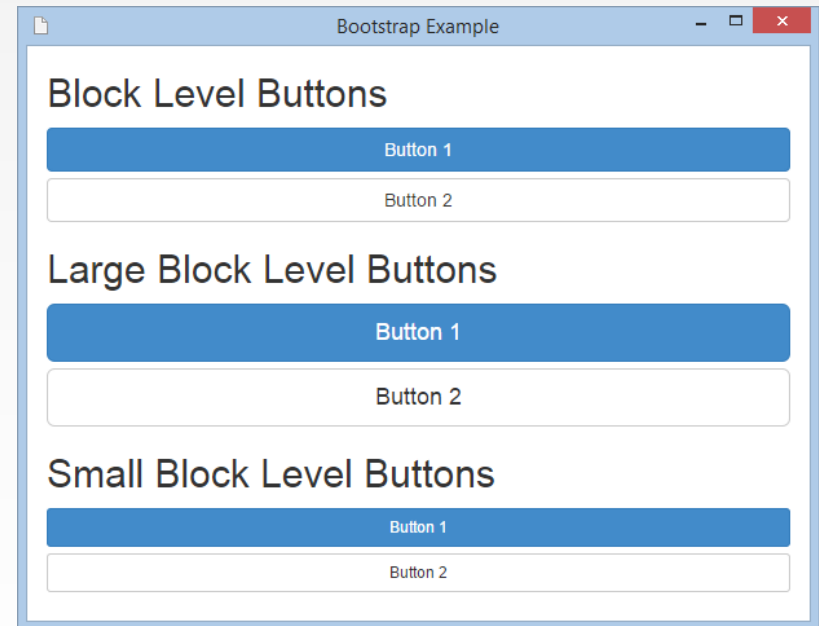 Bootstrap Example
Block Level Buttons
Button 1
Button 2
Large Block Level Buttons
Button 1
Button 2
Small Block Level Buttons
Button 1
Button 2